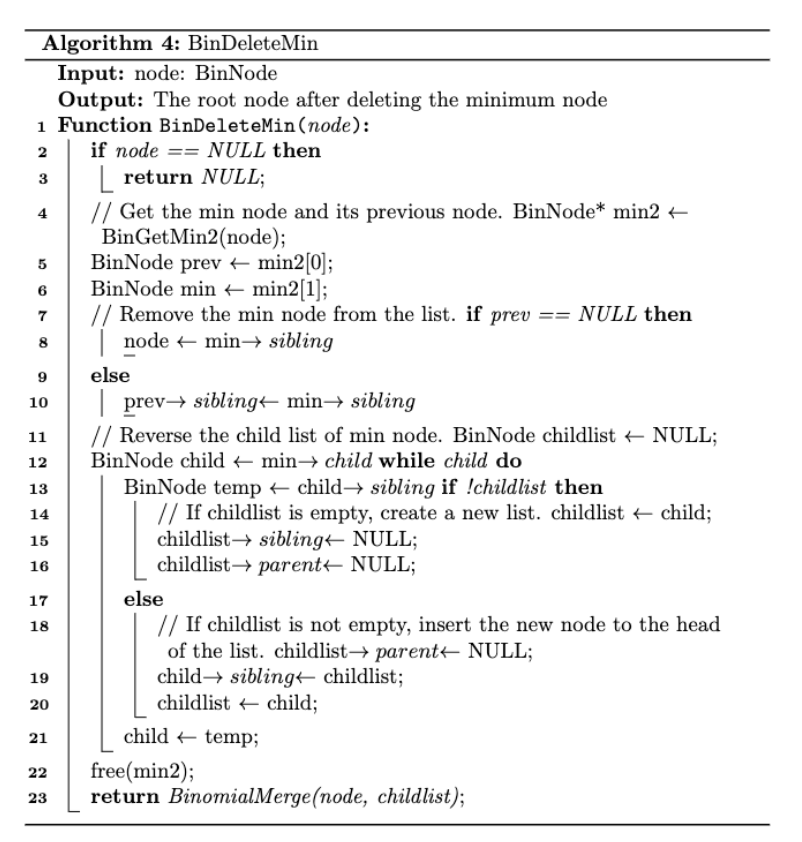 Algorithm 4: BinDeleteMin
Input: node: BinNode
Output: The root node after deleting the minimum node
1 Function BinDeleteMin(node):
2 if node == NULL then
3 return NULL;
4 // Get the min node and its previous node. BinNode* min2 ←
BinGetMin2(node);
5 BinNode prev ← min2[0];
6 BinNode min ← min2[1];
7 // Remove the min node from the list. if prev == NULL then
8 node ← min→ sibling
9 else
10 prev→ sibling← min→ sibling
11 // Reverse the child list of min node. BinNode childlist ← NULL;
12 BinNode child ← min→ child while child do
13 BinNode temp ← child→ sibling if !childlist then
14 // If childlist is empty, create a new list. childlist ← child;
15 childlist→ sibling← NULL;
16 childlist→ parent← NULL;
17 else
18 // If childlist is not empty, insert the new node to the head
of the list. childlist→ parent← NULL;
19 child→ sibling← childlist;
20 childlist ← child;
21 child ← temp;
22 free(min2);
23 return BinomialMerge(node, childlist);